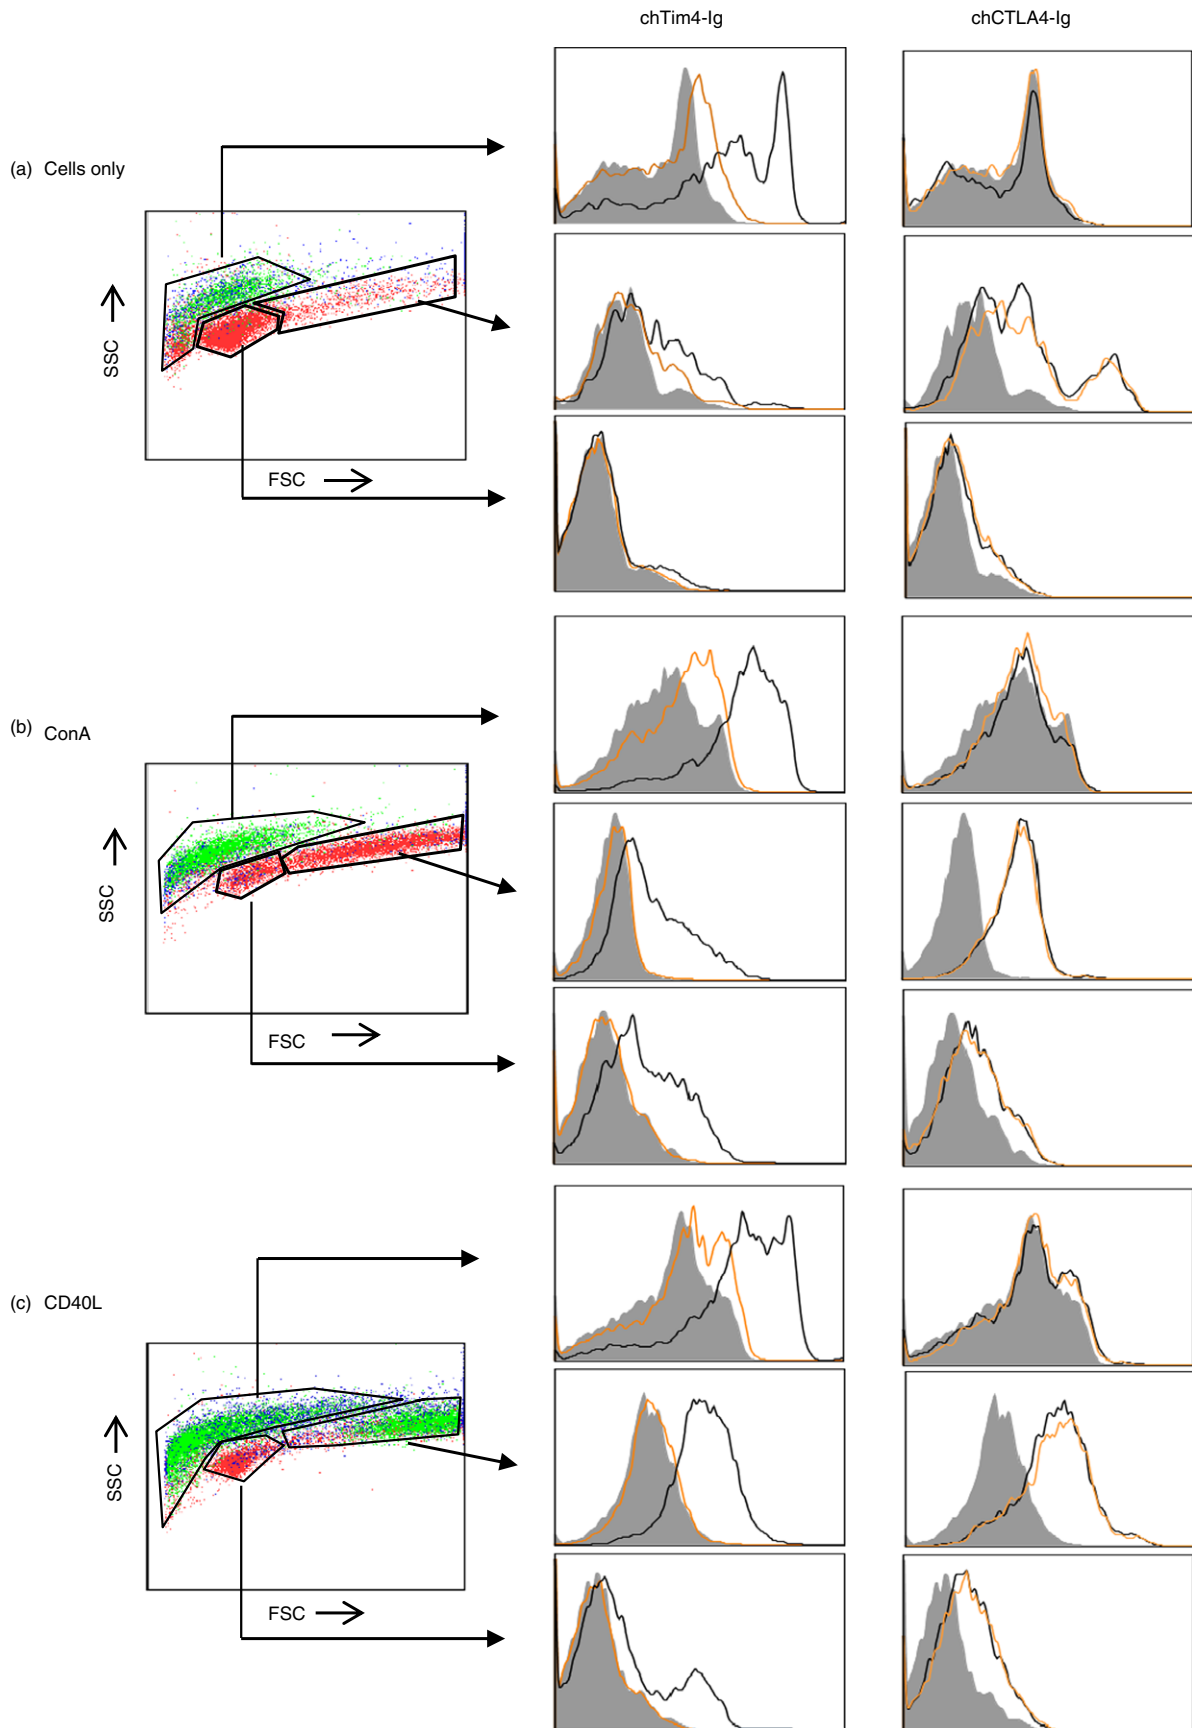 chTim4-Ig
chCTLA4-Ig
(a) Cells only
SSC
FSC
(b) ConA
SSC
FSC
(c) CD40L
SSC
FSC